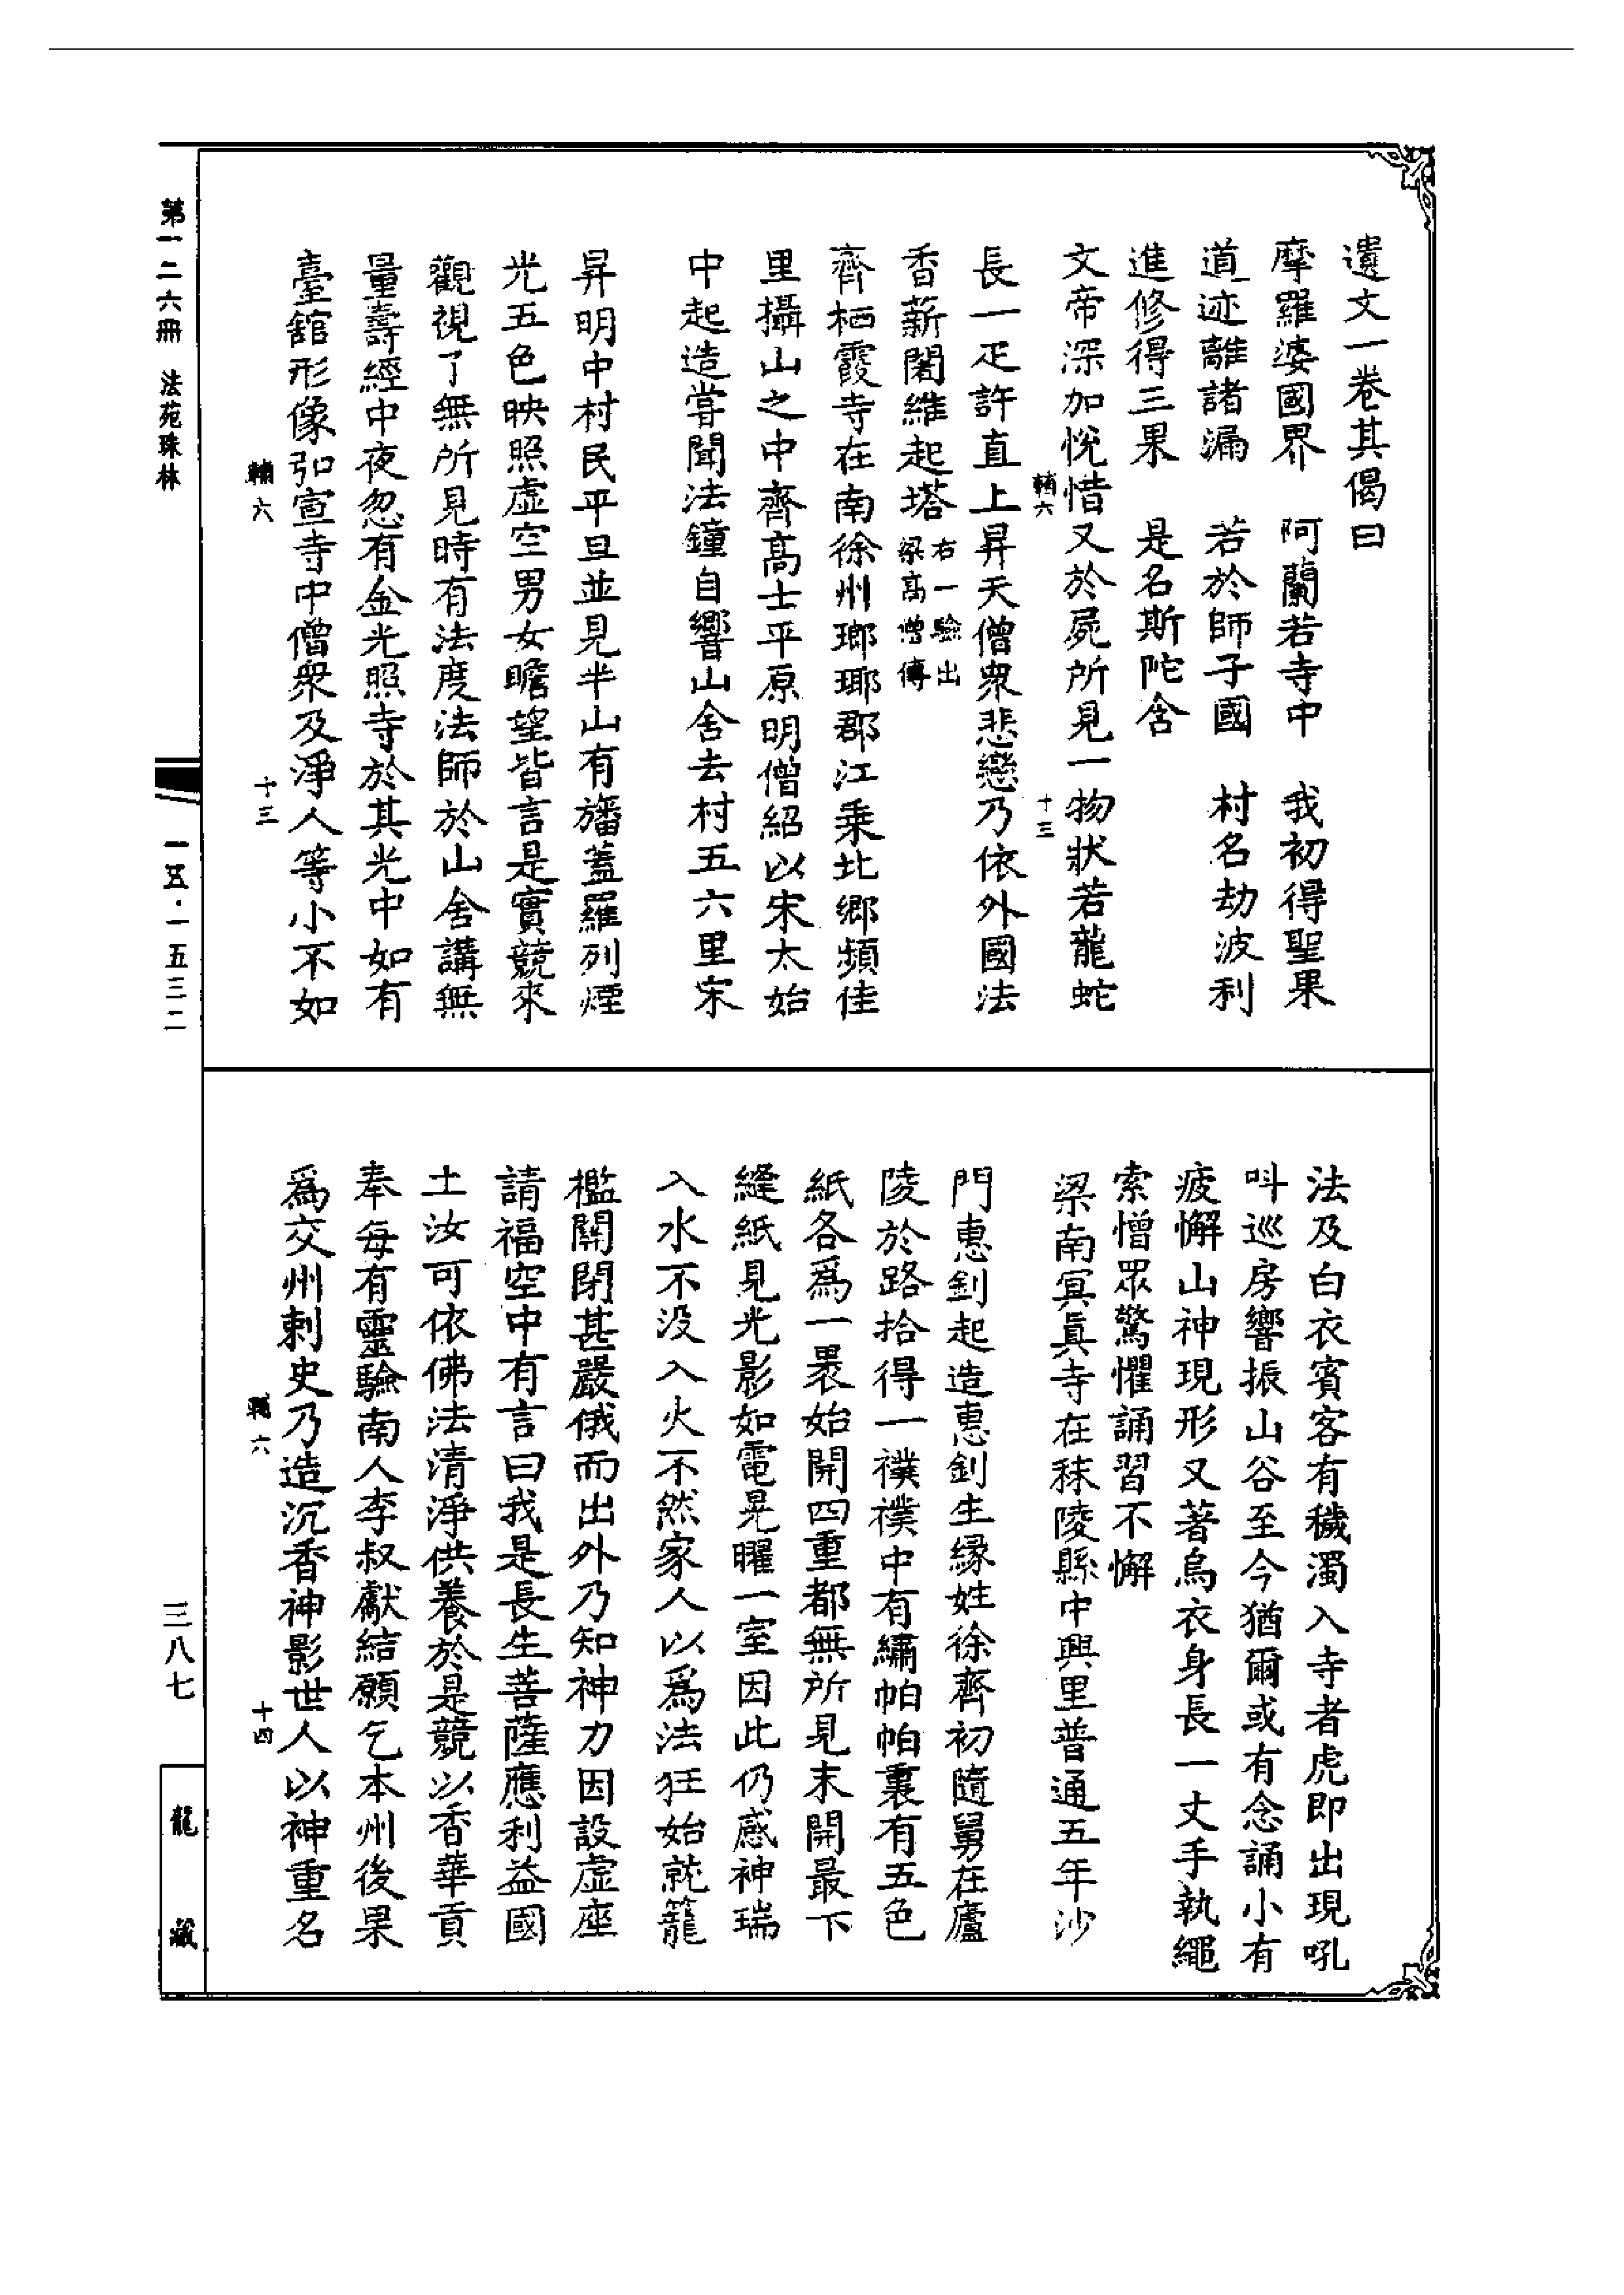 遺文一卷其偈曰
摩羅婆國界　阿蘭若寺中　我初得聖果
道迹離諸漏　若於師子國　村名劫波利
進修得三果　是名斯陀含
文帝深加悅惜又於屍所見一物狀若龍蛇
輔六　十三
長一疋許直上昇天僧衆悲戀乃依外國法
香薪闍維起塔右一驗出梁高僧傳
齊栖霞寺在南徐州瑯琊郡江乘北鄉頻佳
里攝山之中齊高士平原明僧紹以宋太始
中起造甞聞法鐘自響山舍去村五六里宋
昇明中村民平旦並見半山有旛蓋羅列煙
光五色映照虛空男女瞻望皆言是實競來
觀視了無所見時有法度法師於山舍講無
量壽經中夜忽有金光照寺於其光中如有
臺舘形像弘宣寺中僧衆及淨人等小不如
輔六　十三
法及白衣賓客有穢濁入寺者虎即出現吼
叫巡房響振山谷至今猶爾或有念誦小有
疲懈山神現形又著烏衣身長一丈手執繩
索僧眾驚懼誦習不懈
梁南冥眞寺在秣陵縣中興里普通五年沙
門惠釗起造惠釗生緣姓徐齊初隨舅在廬
陵於路拾得一襆襆中有繡帕帕裏有五色
紙各爲一裹始開四重都無所見末開最下
縫紙見光影如電晃曜一室因此仍感神瑞
入水不没入火不然家人以爲法狂始就籠
檻關閉甚嚴俄而出外乃知神力因設虛座
請福空中有言曰我是長生菩薩應利益國
土汝可依佛法清淨供養於是競以香華貢
奉每有靈驗南人李叔獻結願乞本州後果
爲交州刺史乃造沉香神影世人以神重名
輔六　十四
第一二六冊　法苑珠林
一五·一五三二
三八七
龍藏